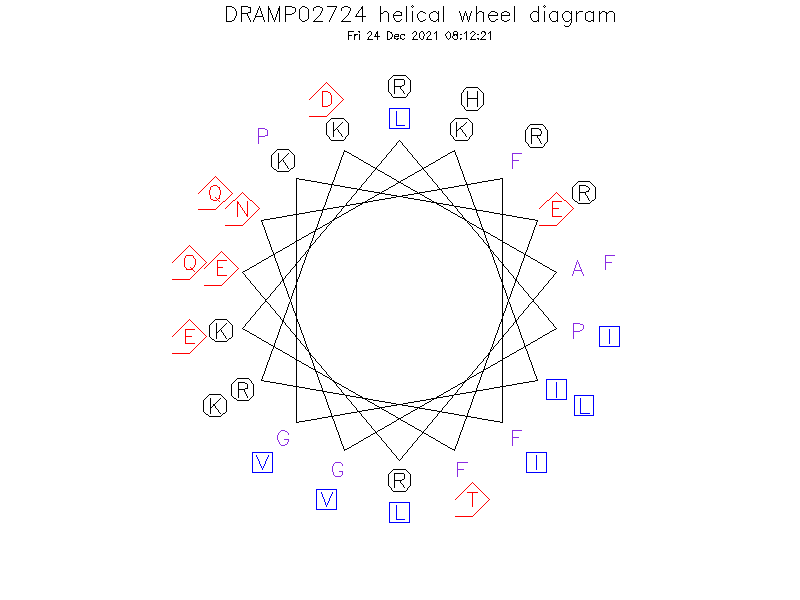 DRAMP02724 helical wheel diagram
Fri 24 Dec 2021 08:12:21
R
D H
L
K K R
P F
K
Q N E R
Q E A F
E K P I
K R I L
G F
V I
G F
R
V T
L